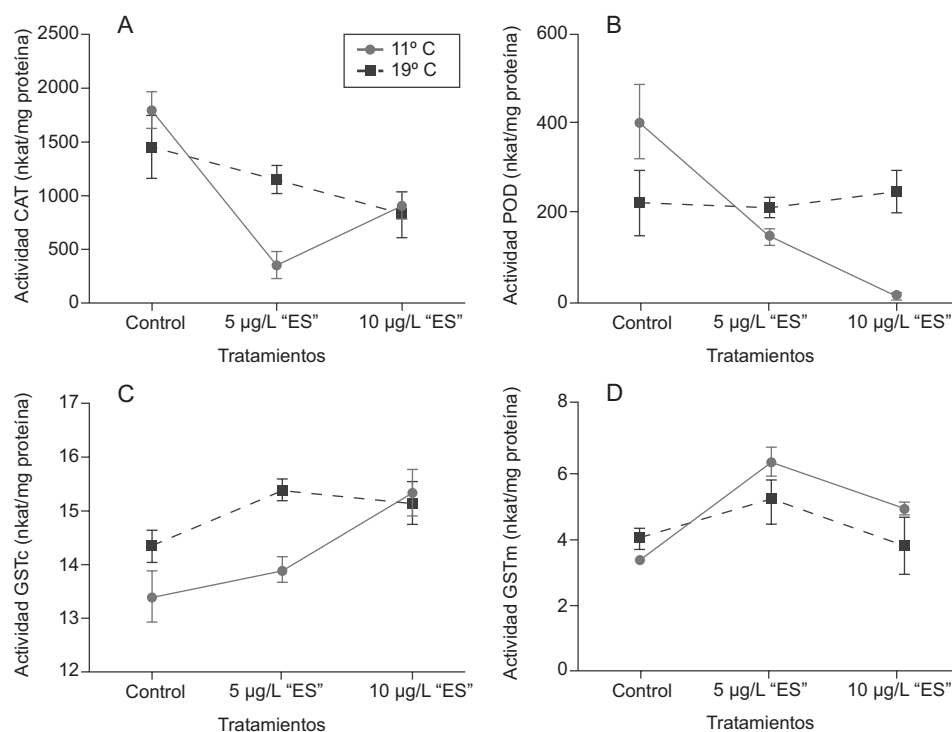 A
Actividad CAT (nkat/mg proteína)
2500
2000
1500
1000
500
0
11º C
19º C
Control
5 µg/L “ES”
10 µg/L “ES”
Tratamientos
B
Actividad POD (nkat/mg proteína)
600
400
200
0
Control
5 µg/L “ES”
10 µg/L “ES”
Tratamientos
C
Actividad GSTc (nkat/mg proteína)
17
16
15
14
13
12
Control
5 µg/L “ES”
10 µg/L “ES”
Tratamientos
D
Actividad GSTm (nkat/mg proteína)
8
6
4
2
0
Control
5 µg/L “ES”
10 µg/L “ES”
Tratamientos